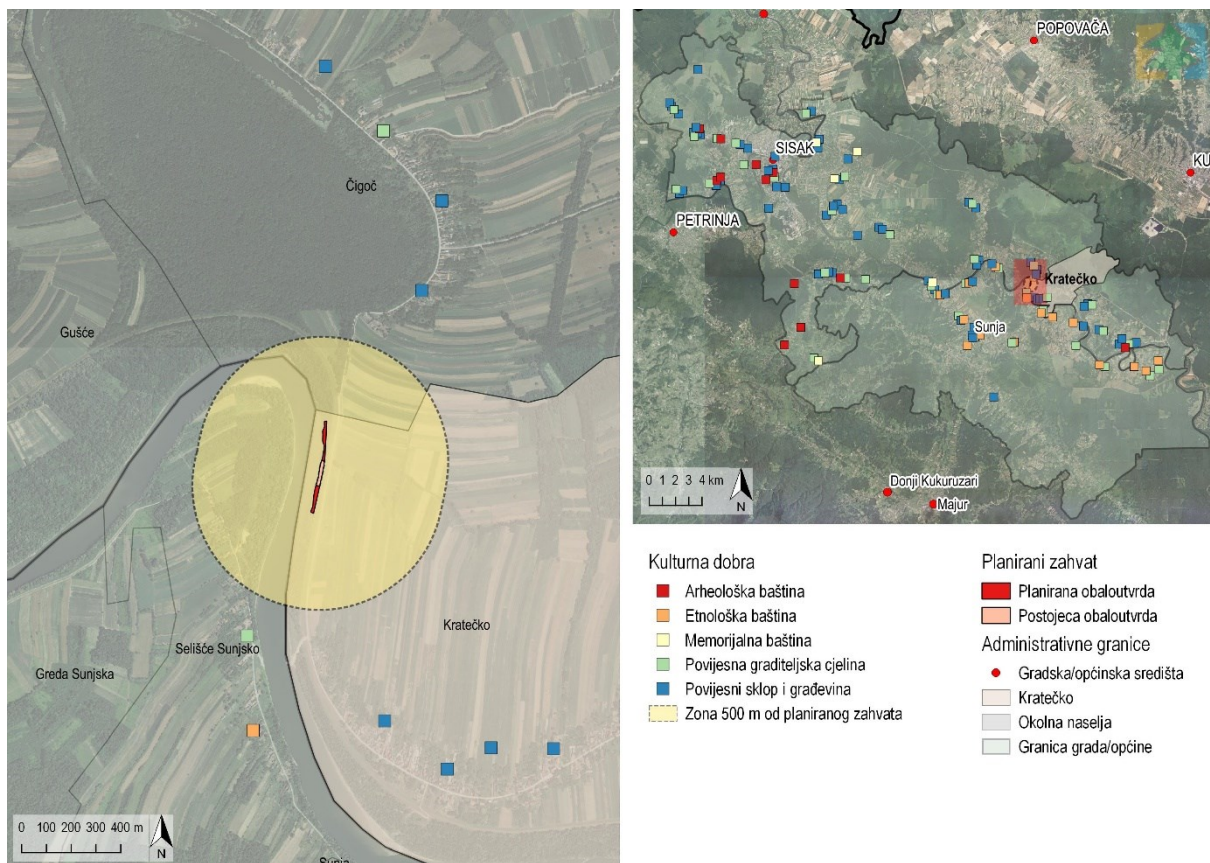 Čigoč
Gušće
Kratečko
Selišće Sunjsko
Greda Sunjska
Sunja
0 100 200 300 400 m
N
POPOVAČA
SISAK
KU
PETRINJA
Kratečko
Sunja
Donji Kukuruzari
Majur
0 1 2 3 4 km
N
Kulturna dobra
Arheološka baština
Etnološka baština
Memorijalna baština
Povijesna graditeljska cjelina
Povijesni sklop i građevina
Zona 500 m od planiranog zahvata
Planirani zahvat
Planirana obaloutvrda
Postojeca obaloutvrda
Administrativne granice
Gradska/općinska središta
Kratečko
Okolna naselja
Granica grada/općine